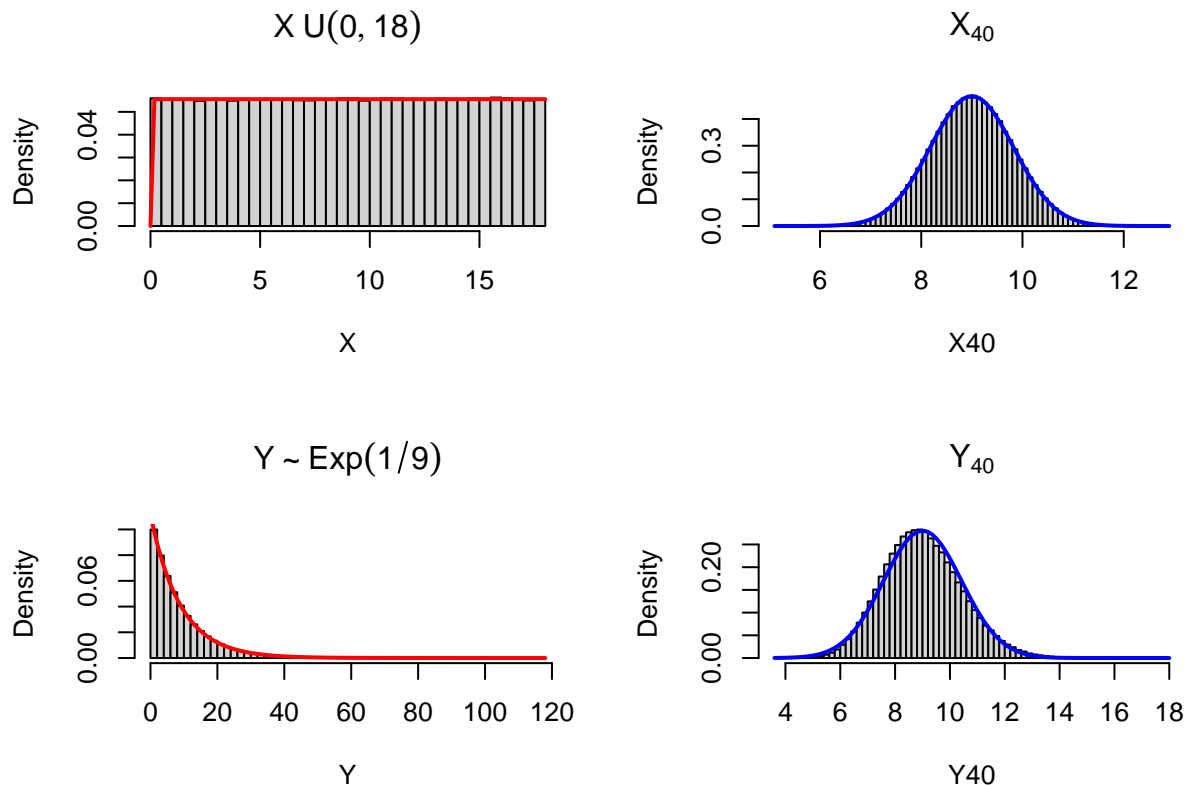 X U(0, 18)
Density
0.00 0.04
0 5 10 15
X
X₄₀
Density
0.0 0.3
6 8 10 12
X40
Y ~ Exp(1/9)
Density
0.00 0.06
0 20 40 60 80 100 120
Y
Y₄₀
Density
0.00 0.20
4 6 8 10 12 14 16 18
Y40